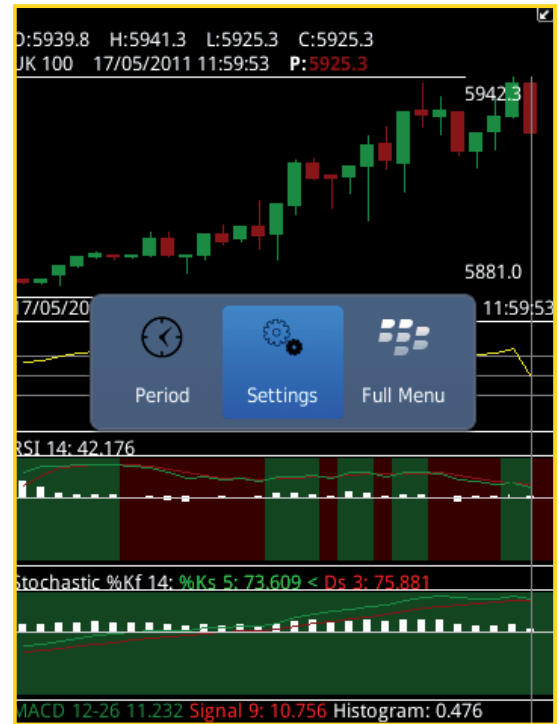 O:5939.8 H:5941.3 L:5925.3 C:5925.3
UK 100 17/05/2011 11:59:53 P:5925.3
5942.3
5881.0
17/05/20 11:59:53
Period Settings Full Menu
RSI 14: 42.176
Stochastic %Kf 14: %Ks 5: 73.609 < Ds 3: 75.881
MACD 12-26 11.232 Signal 9: 10.756 Histogram: 0.476